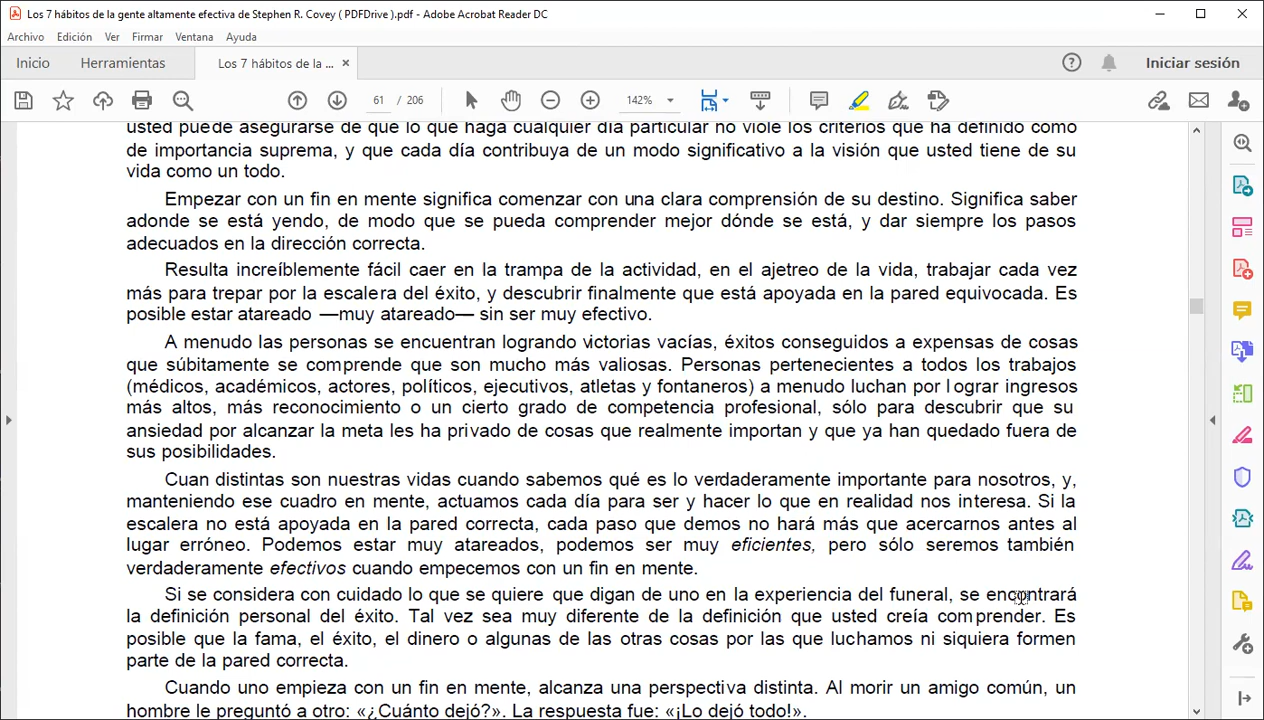 Los 7 hábitos de la gente altamente efectiva de Stephen R. Covey ( PDFDrive ).pdf - Adobe Acrobat Reader DC
Archivo Edición Ver Firmar Ventana Ayuda
Inicio Herramientas Los 7 hábitos de la ... × Iniciar sesión
61 / 206 142%
usted puede asegurarse de que lo que haga cualquier día particular no viole los criterios que ha definido como
de importancia suprema, y que cada día contribuya de un modo significativo a la visión que usted tiene de su
vida como un todo.
Empezar con un fin en mente significa comenzar con una clara comprensión de su destino. Significa saber
adonde se está yendo, de modo que se pueda comprender mejor dónde se está, y dar siempre los pasos
adecuados en la dirección correcta.
Resulta increíblemente fácil caer en la trampa de la actividad, en el ajetreo de la vida, trabajar cada vez
más para trepar por la escalera del éxito, y descubrir finalmente que está apoyada en la pared equivocada. Es
posible estar atareado —muy atareado— sin ser muy efectivo.
A menudo las personas se encuentran logrando victorias vacías, éxitos conseguidos a expensas de cosas
que súbitamente se comprende que son mucho más valiosas. Personas pertenecientes a todos los trabajos
(médicos, académicos, actores, políticos, ejecutivos, atletas y fontaneros) a menudo luchan por l ograr ingresos
más altos, más reconocimiento o un cierto grado de competencia profesional, sólo para descubrir que su
ansiedad por alcanzar la meta les ha privado de cosas que realmente importan y que ya han quedado fuera de
sus posibilidades.
Cuan distintas son nuestras vidas cuando sabemos qué es lo verdaderamente importante para nosotros, y,
manteniendo ese cuadro en mente, actuamos cada día para ser y hacer lo que en realidad nos interesa. Si la
escalera no está apoyada en la pared correcta, cada paso que demos no hará más que acercarnos antes al
lugar erróneo. Podemos estar muy atareados, podemos ser muy eficientes, pero sólo seremos también
verdaderamente efectivos cuando empecemos con un fin en mente.
Si se considera con cuidado lo que se quiere que digan de uno en la experiencia del funeral, se encontrará
la definición personal del éxito. Tal vez sea muy diferente de la definición que usted creía comprender. Es
posible que la fama, el éxito, el dinero o algunas de las otras cosas por las que luchamos ni siquiera formen
parte de la pared correcta.
Cuando uno empieza con un fin en mente, alcanza una perspectiva distinta. Al morir un amigo común, un
hombre le preguntó a otro: «¿Cuánto dejó?». La respuesta fue: «¡Lo dejó todo!».